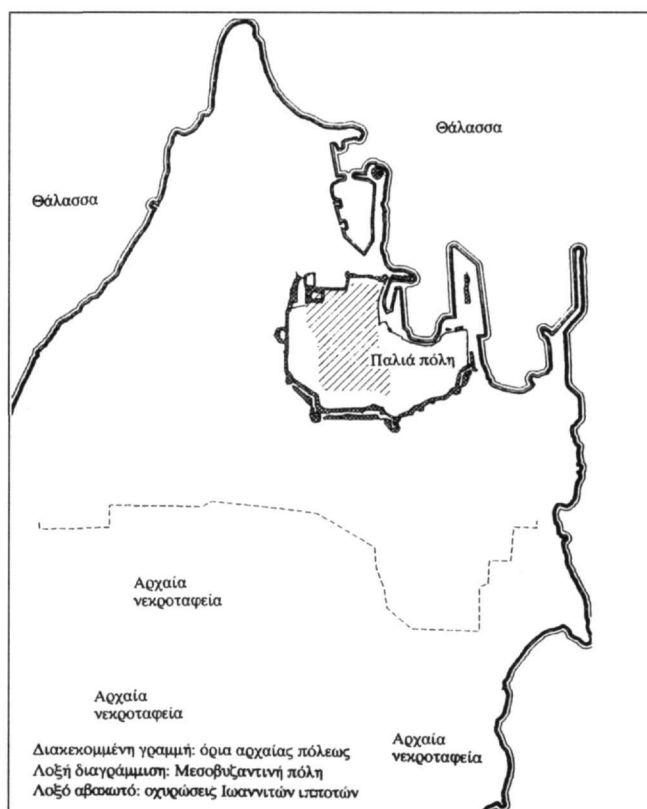 Θάλασσα
Θάλασσα
Παλιά πόλη
Αρχαία
νεκροταφεία
Αρχαία
νεκροταφεία
Αρχαία
νεκροταφεία
Διακεκομμένη γραμμή: όρια αρχαίας πόλεως
Λοξή διαγράμμιση: Μεσοβυζαντινή πόλη
Λοξό αβακωτό: οχυρώσεις Ιωαννιτών ιπποτών